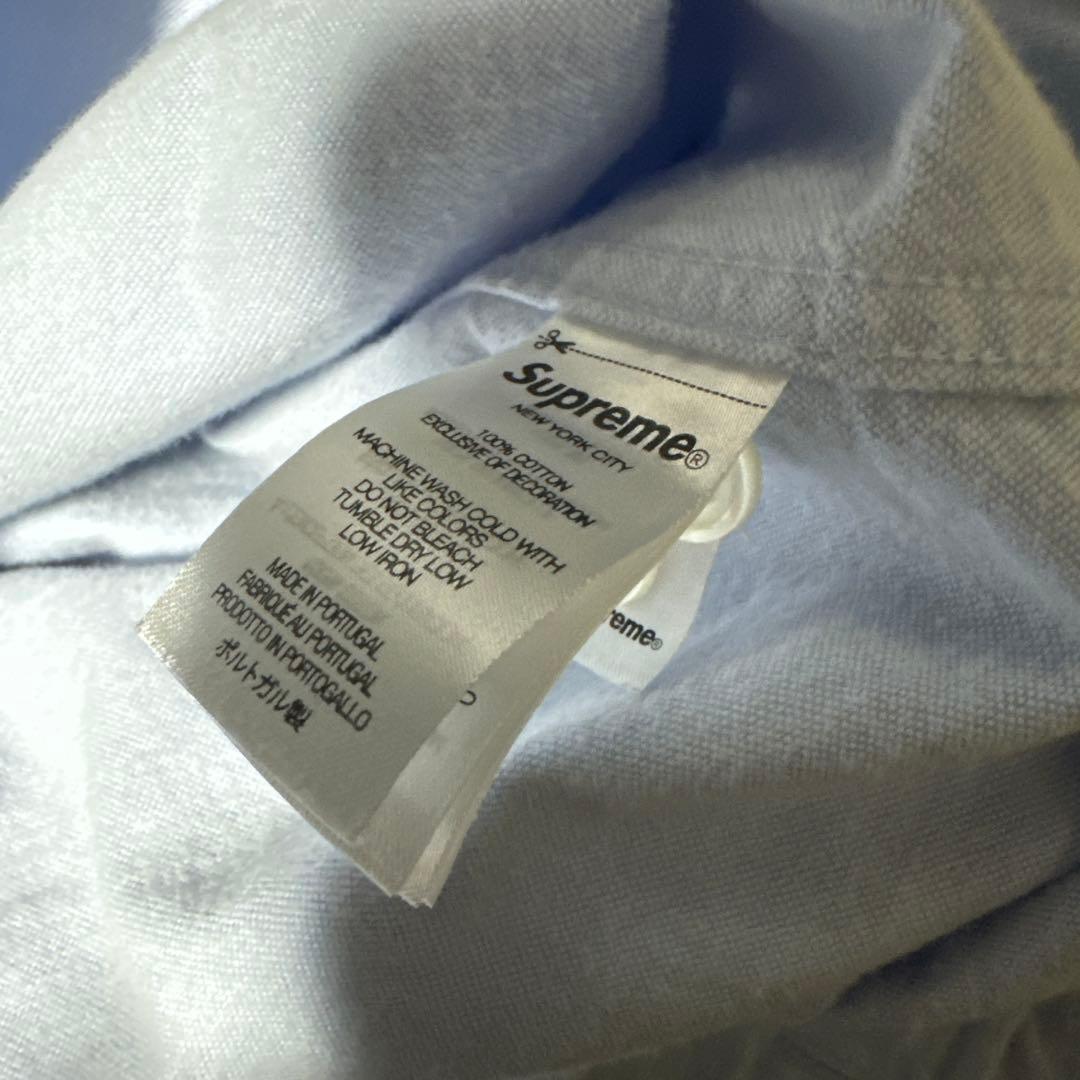 Supreme®
NEW YORK CITY
100% COTTON
EXCLUSIVE OF DECORATION
MACHINE WASH COLD WITH
LIKE COLORS
DO NOT BLEACH
TUMBLE DRY LOW
LOW IRON
MADE IN PORTUGAL
FABRIQUÉ AU PORTUGAL
PRODOTTO IN PORTOGALLO
ポルトガル製
reme®